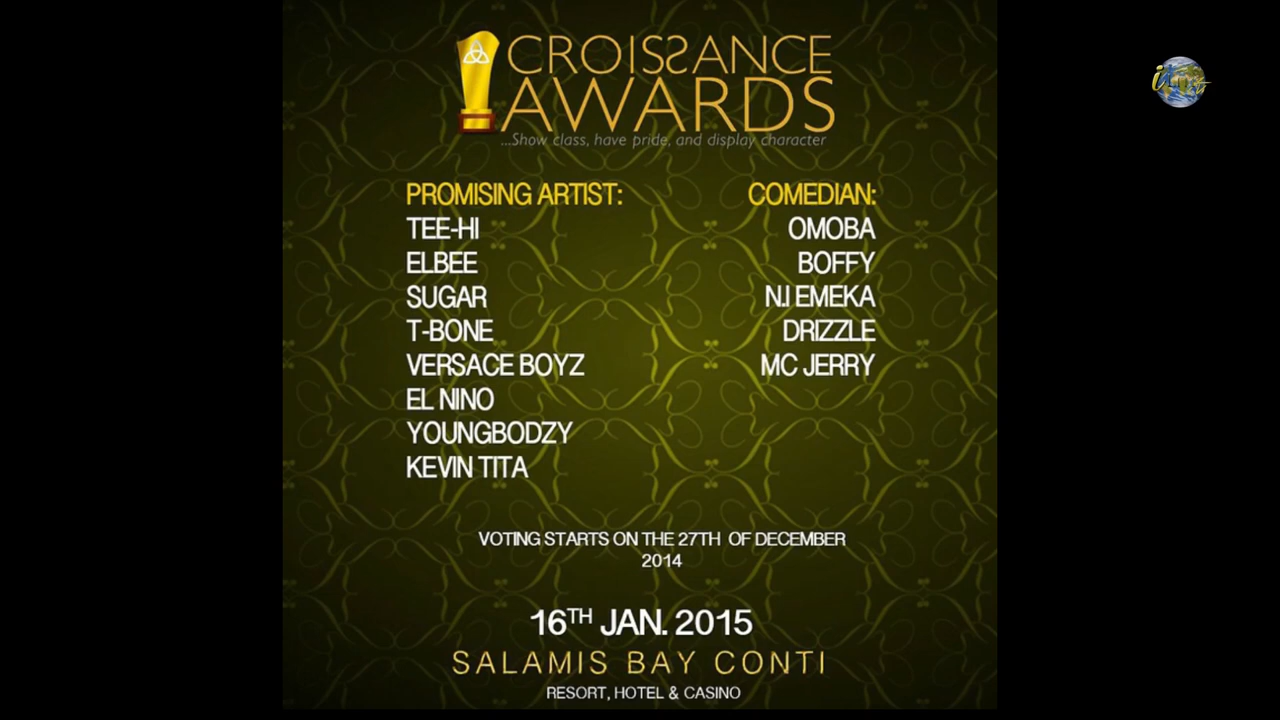 CROISSANCE
AWARDS
...Show class, have pride, and display character
PROMISING ARTIST:
TEE-HI
ELBEE
SUGAR
T-BONE
VERSACE BOYZ
EL NINO
YOUNGBODZY
KEVIN TITA
COMEDIAN:
OMOBA
BOFFY
N.I EMEKA
DRIZZLE
MC JERRY
VOTING STARTS ON THE 27TH OF DECEMBER
2014
16TH JAN. 2015
SALAMIS BAY CONTI
RESORT, HOTEL & CASINO